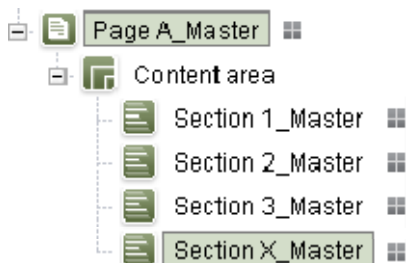 Page A_Master
Content area
Section 1_Master
Section 2_Master
Section 3_Master
Section X_Master